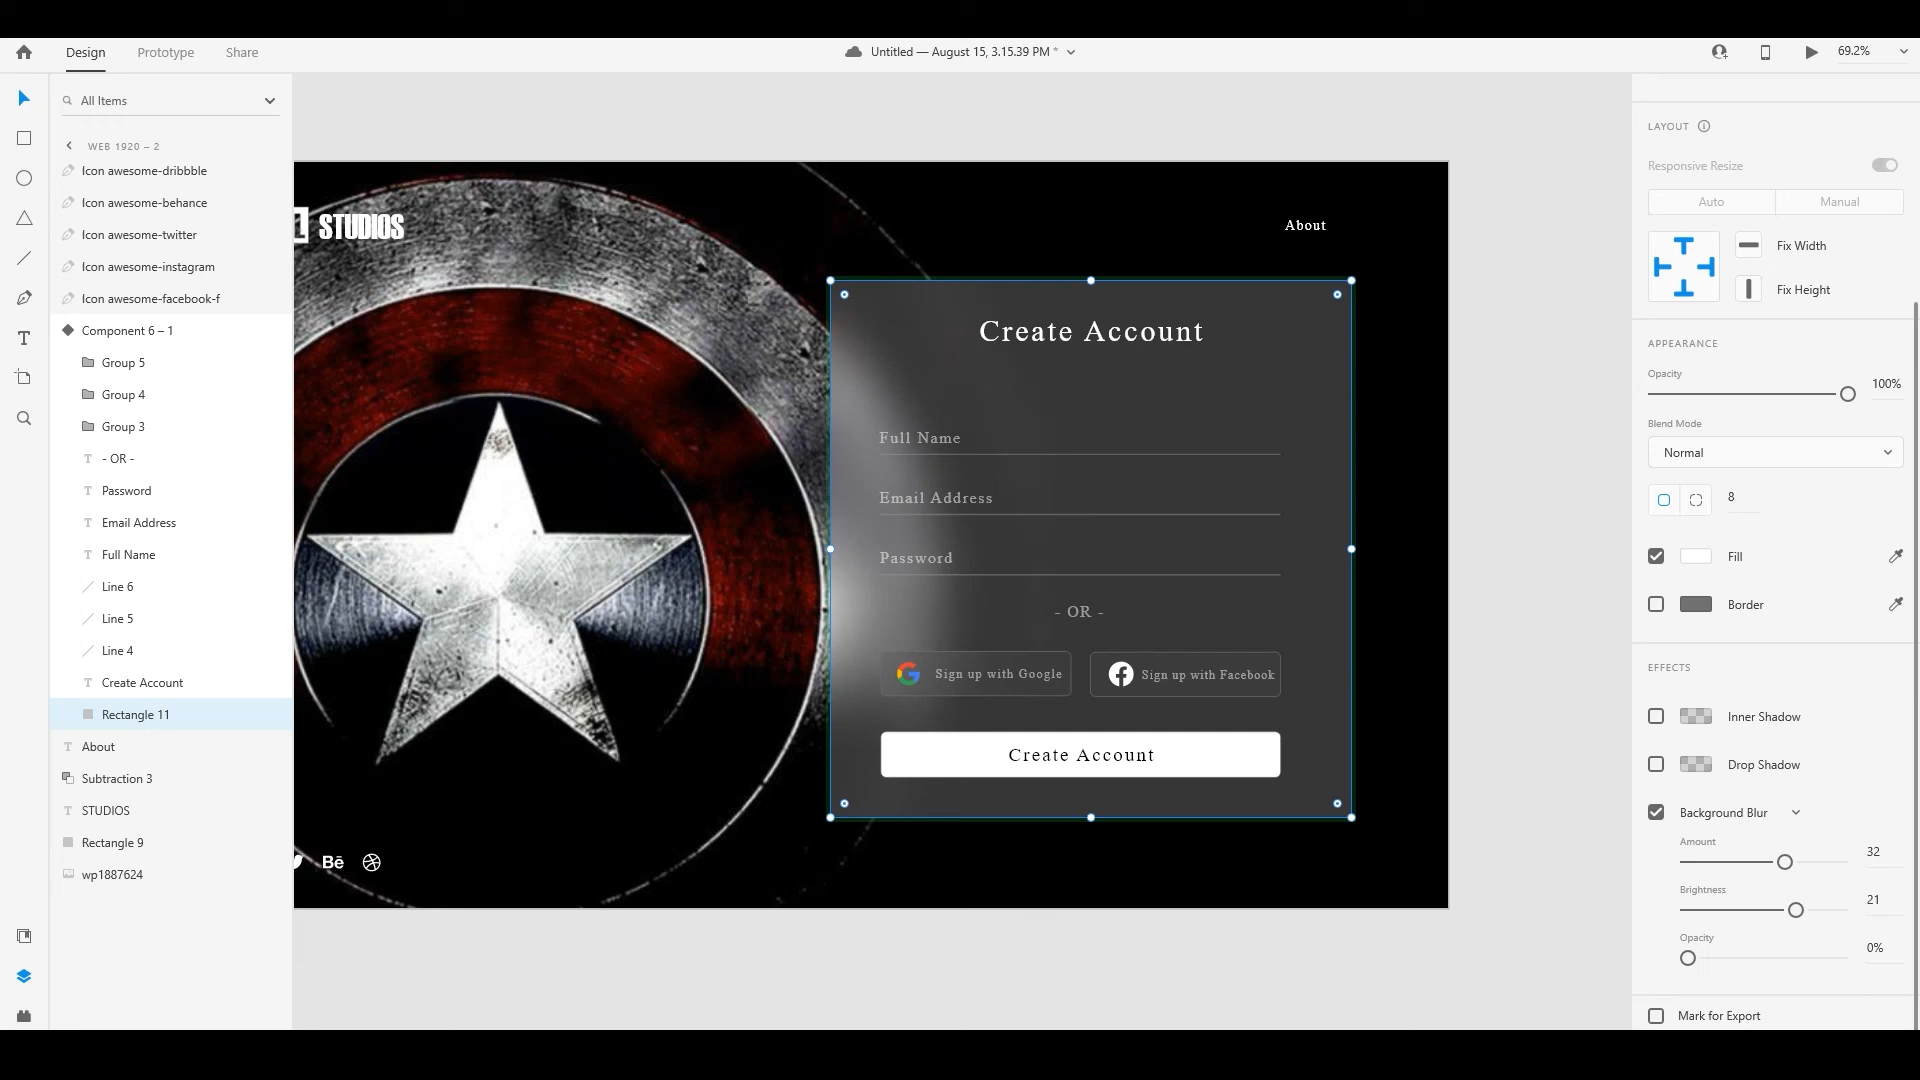 Design Prototype Share
Untitled — August 15, 3.15.39 PM *
69.2%
All Items
WEB 1920 – 2
Icon awesome-dribbble
Icon awesome-behance
Icon awesome-twitter
Icon awesome-instagram
Icon awesome-facebook-f
Component 6 – 1
Group 5
Group 4
Group 3
T - OR -
T Password
T Email Address
T Full Name
Line 6
Line 5
Line 4
T Create Account
Rectangle 11
T About
Subtraction 3
T STUDIOS
Rectangle 9
wp1887624
STUDIOS
About
Create Account
Full Name
Email Address
Password
- OR -
G Sign up with Google
f Sign up with Facebook
Create Account
Bē
LAYOUT
Responsive Resize
Auto Manual
Fix Width
Fix Height
APPEARANCE
Opacity
100%
Blend Mode
Normal
8
Fill
Border
EFFECTS
Inner Shadow
Drop Shadow
Background Blur
Amount
32
Brightness
21
Opacity
0%
Mark for Export